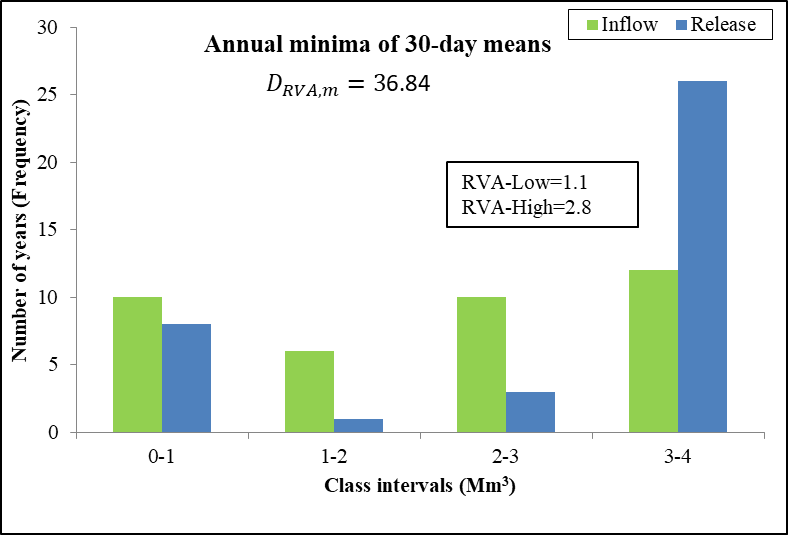 Inflow Release
Annual minima of 30-day means
D_{RVA,m} = 36.84
RVA-Low=1.1
RVA-High=2.8
Number of years (Frequency)
30
25
20
15
10
5
0
0-1 1-2 2-3 3-4
Class intervals (Mm³)